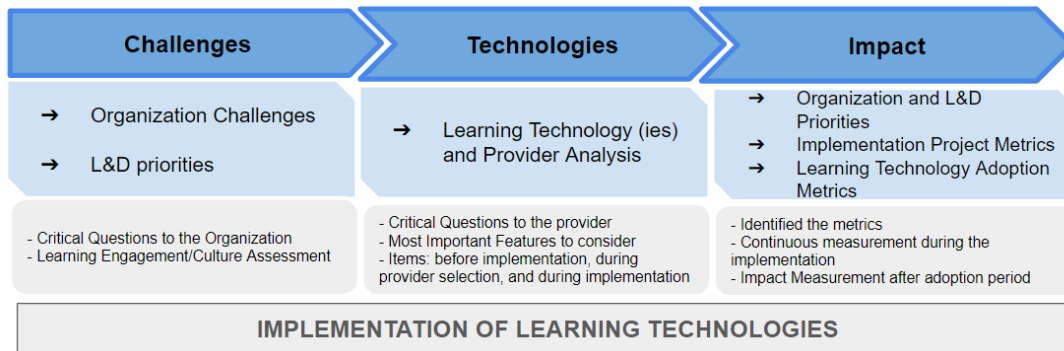 Challenges
Technologies
Impact
➔ Organization Challenges
➔ L&D priorities
➔ Learning Technology (ies)
and Provider Analysis
➔ Organization and L&D
Priorities
➔ Implementation Project Metrics
➔ Learning Technology Adoption
Metrics
- Critical Questions to the Organization
- Learning Engagement/Culture Assessment
- Critical Questions to the provider
- Most Important Features to consider
- Items: before implementation, during
provider selection, and during implementation
- Identified the metrics
- Continuous measurement during the
implementation
- Impact Measurement after adoption period
IMPLEMENTATION OF LEARNING TECHNOLOGIES